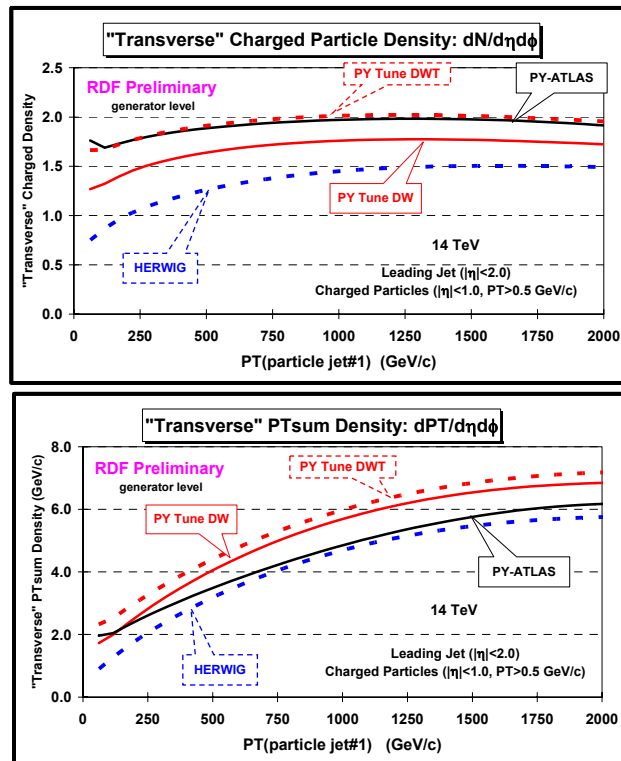 "Transverse" Charged Particle Density: dN/dηdφ
2.5
2.0
1.5
1.0
0.5
0.0
"Transverse" Charged Density
RDF Preliminary
generator level
PY Tune DWT
PY-ATLAS
PY Tune DW
HERWIG
14 TeV
Leading Jet (|η|<2.0)
Charged Particles (|η|<1.0, PT>0.5 GeV/c)
0 250 500 750 1000 1250 1500 1750 2000
PT(particle jet#1) (GeV/c)
"Transverse" PTsum Density: dPT/dηdφ
8.0
6.0
4.0
2.0
0.0
"Transverse" PTsum Density (GeV/c)
RDF Preliminary
generator level
PY Tune DWT
PY Tune DW
PY-ATLAS
HERWIG
14 TeV
Leading Jet (|η|<2.0)
Charged Particles (|η|<1.0, PT>0.5 GeV/c)
0 250 500 750 1000 1250 1500 1750 2000
PT(particle jet#1) (GeV/c)